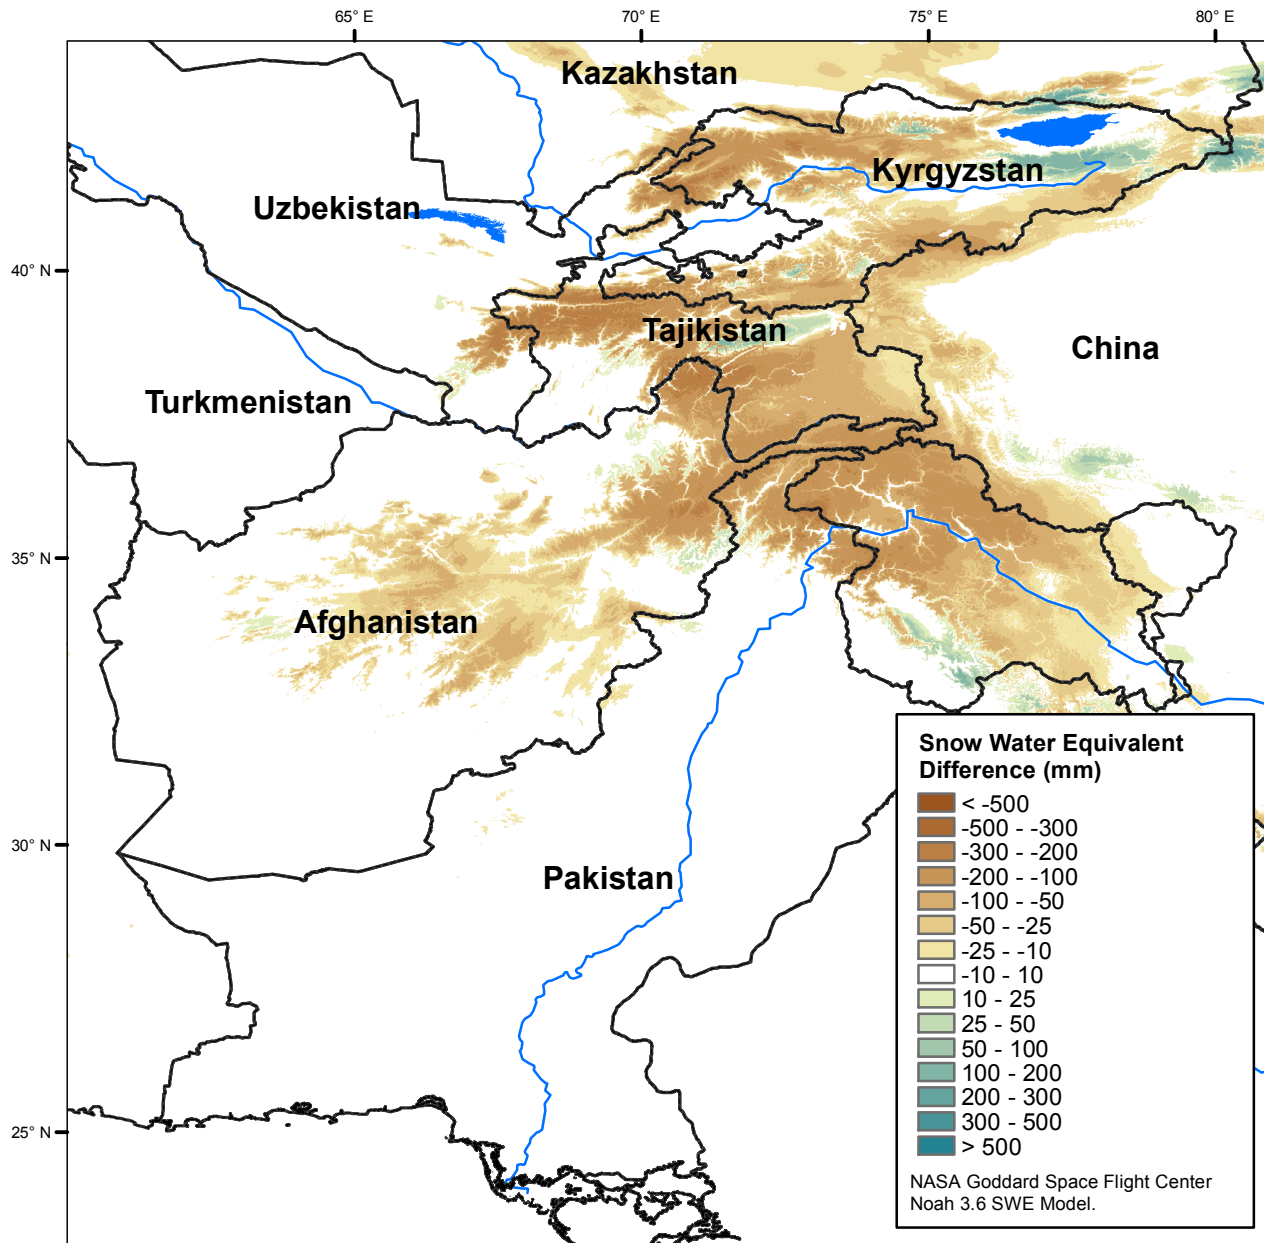 65° E
70° E
75° E
80° E
Kazakhstan
Kyrgyzstan
Uzbekistan
40° N
Tajikistan
China
Turkmenistan
35° N
Afghanistan
Snow Water Equivalent
Difference (mm)
< -500
-500 - -300
-300 - -200
-200 - -100
-100 - -50
-50 - -25
-25 - -10
-10 - 10
10 - 25
25 - 50
50 - 100
100 - 200
200 - 300
300 - 500
> 500
NASA Goddard Space Flight Center
Noah 3.6 SWE Model.
30° N
Pakistan
25° N